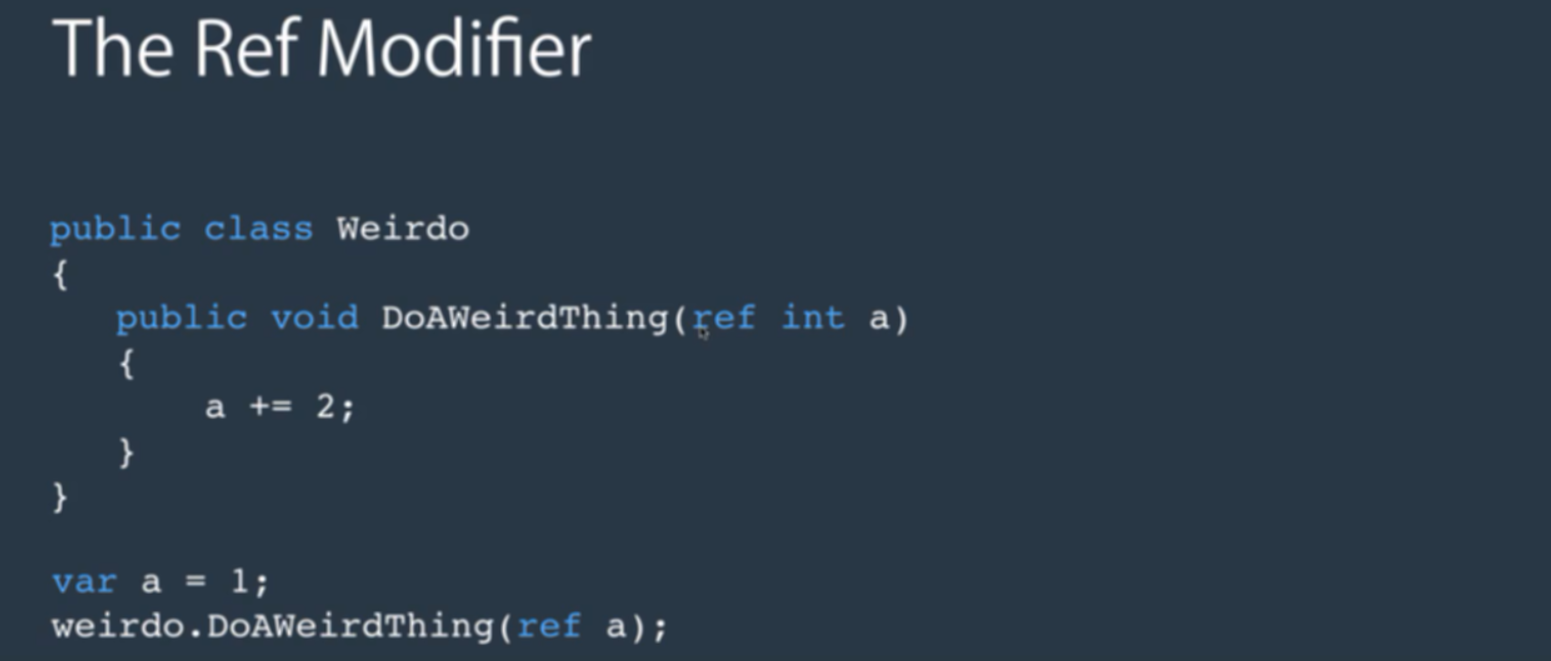 The Ref Modifier
public class Weirdo
{
public void DoAWeirdThing(ref int a)
{
a += 2;
}
}
var a = 1;
weirdo.DoAWeirdThing(ref a);